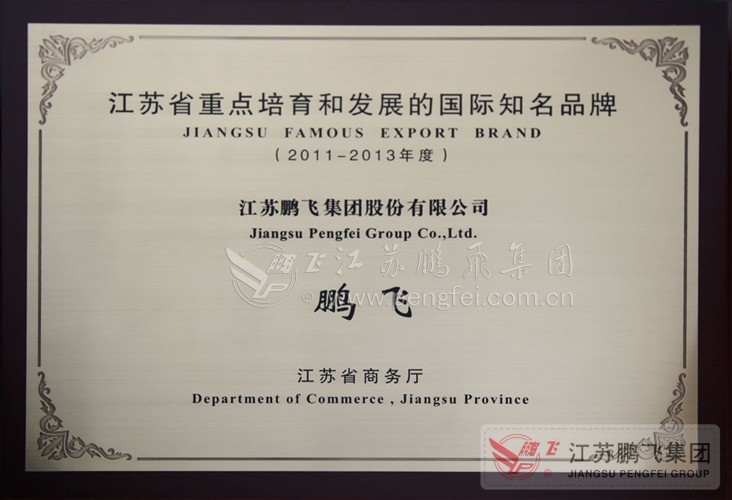 江苏省重点培育和发展的国际知名品牌
JIANGSU FAMOUS EXPORT BRAND
（2011-2013年度）
江苏鹏飞集团股份有限公司
Jiangsu Pengfei Group Co.,Ltd.
鹏飞江苏鹏飞集团
©www.pengfei.com.cn
鹏飞
江苏省商务厅
Department of Commerce , Jiangsu Province
鹏飞
江苏鹏飞集团
JIANGSU PENGFEI GROUP